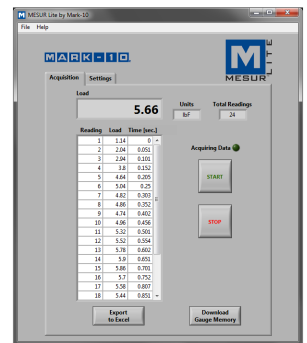 MESUR Lite by Mark-10
File Help
MARK-10
M
MESUR
LITE
Acquisition Settings
Load
5.66
Units
lbF
Total Readings
24
Reading Load Time [sec.]
1 1.14 0
2 2.04 0.051
3 2.94 0.101
4 3.8 0.152
5 4.64 0.205
6 5.04 0.25
7 4.82 0.303
8 4.86 0.352
9 4.74 0.402
10 4.96 0.456
11 5.32 0.501
12 5.52 0.554
13 5.78 0.602
14 5.9 0.651
15 5.86 0.701
16 5.7 0.752
17 5.58 0.807
18 5.44 0.851
Acquiring Data
START
STOP
Export
to Excel
Download
Gauge Memory